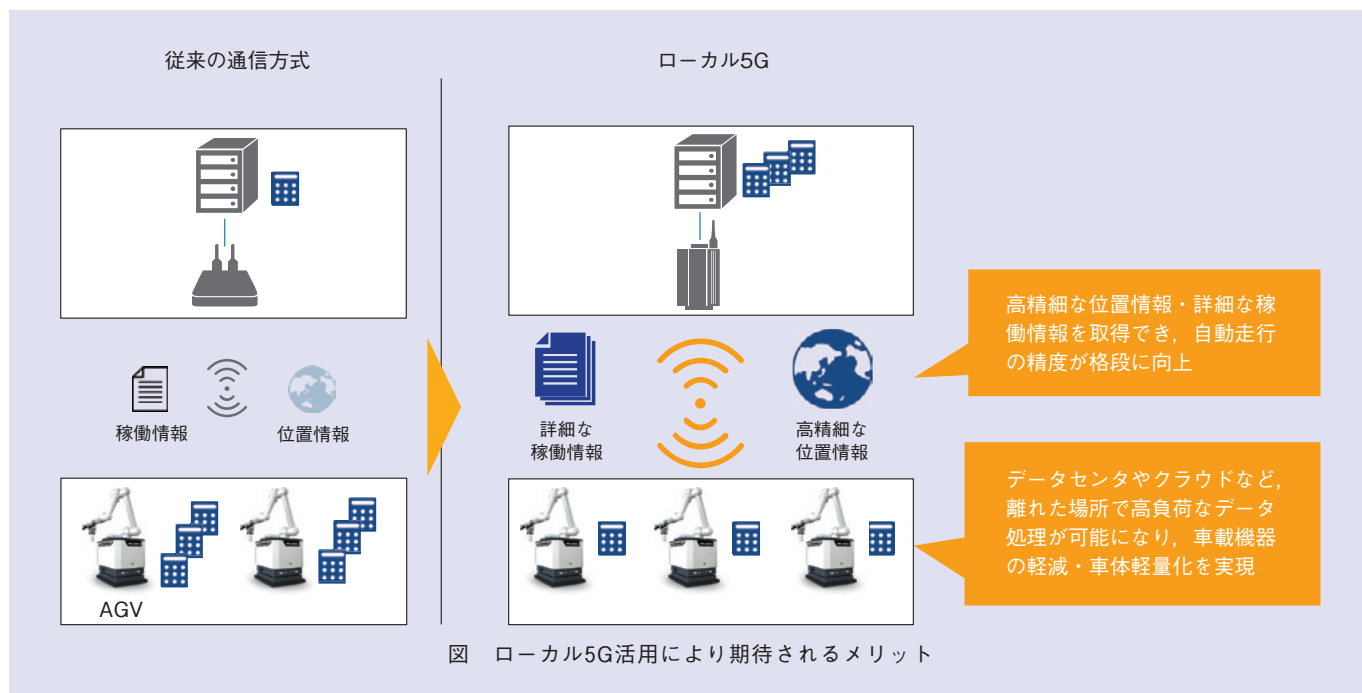 従来の通信方式
ローカル5G
稼働情報
位置情報
詳細な
稼働情報
高精細な
位置情報
高精細な位置情報・詳細な稼
働情報を取得でき，自動走行
の精度が格段に向上
AGV
データセンタやクラウドなど，
離れた場所で高負荷なデータ
処理が可能になり，車載機器
の軽減・車体軽量化を実現
図　ローカル5G活用により期待されるメリット